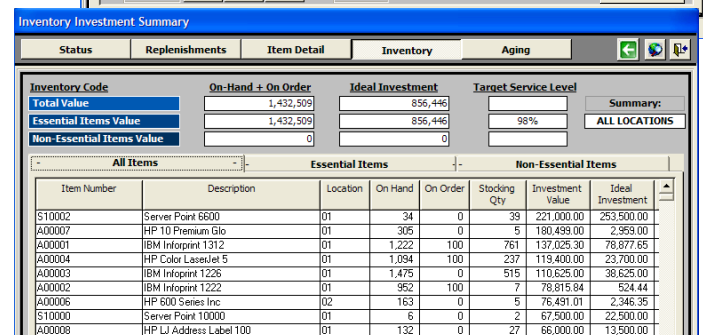 Inventory Investment Summary
Status Replenishments Item Detail Inventory Aging
Inventory Code On-Hand + On Order Ideal Investment Target Service Level
Total Value 1,432,509 856,446 Summary:
Essential Items Value 1,432,509 856,446 98% ALL LOCATIONS
Non-Essential Items Value 0 0
- All Items - - Essential Items - - Non-Essential Items
Item Number Description Location On Hand On Order Stocking Qty Investment Value Ideal Investment
S10002 Server Point 6600 01 34 0 39 221,000.00 253,500.00
A00007 HP 10 Premium Glo 01 305 0 5 180,499.00 2,959.00
A00001 IBM Inforprint 1312 01 1,222 100 761 137,025.30 78,877.65
A00004 HP Color LaserJet 5 01 1,094 100 237 119,400.00 23,700.00
A00003 IBM Infoprint 1226 01 1,475 0 515 110,625.00 38,625.00
A00002 IBM Infoprint 1222 01 952 100 7 78,815.84 524.44
A00006 HP 600 Series Inc 02 163 0 5 76,491.01 2,346.35
S10000 Server Point 10000 01 6 0 2 67,500.00 22,500.00
A00008 HP LJ Address Label 100 01 132 0 27 66,000.00 13,500.00